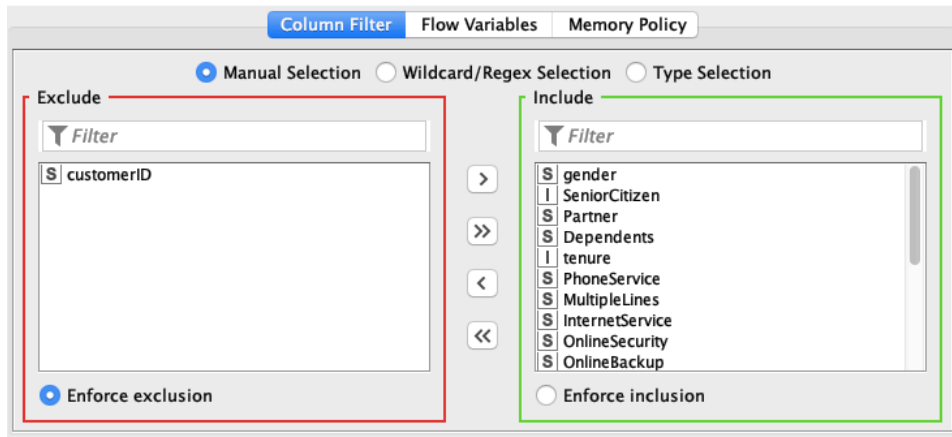 Column Filter Flow Variables Memory Policy
Manual Selection Wildcard/Regex Selection Type Selection
Exclude
Filter
S customerID
Enforce exclusion
>
>>
<
<<
Include
Filter
S gender
I SeniorCitizen
S Partner
S Dependents
I tenure
S PhoneService
S MultipleLines
S InternetService
S OnlineSecurity
S OnlineBackup
Enforce inclusion